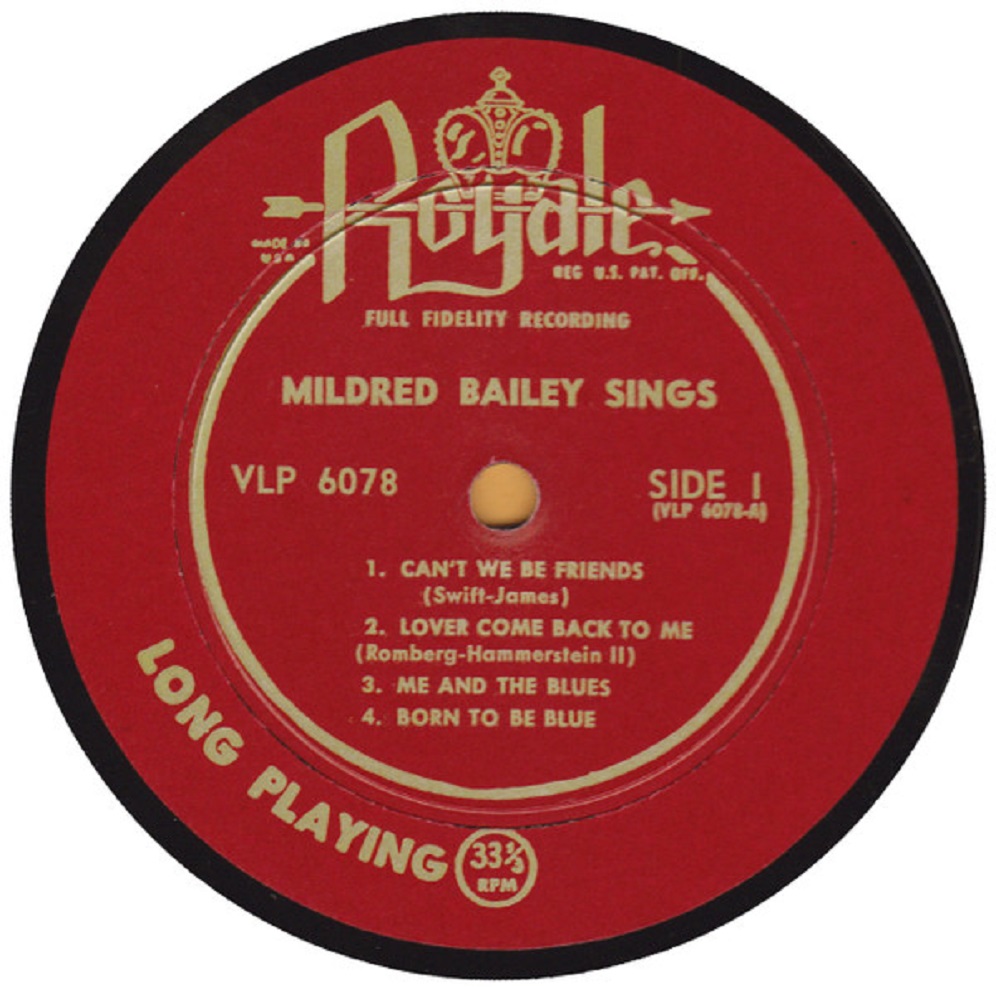 Royale
MADE IN
U S A
REG U.S. PAT. OFF.
FULL FIDELITY RECORDING
MILDRED BAILEY SINGS
VLP 6078
SIDE 1
(VLP 6078-A)
1. CAN'T WE BE FRIENDS
(Swift-James)
2. LOVER COME BACK TO ME
(Romberg-Hammerstein II)
3. ME AND THE BLUES
4. BORN TO BE BLUE
LONG PLAYING
33⅓
RPM